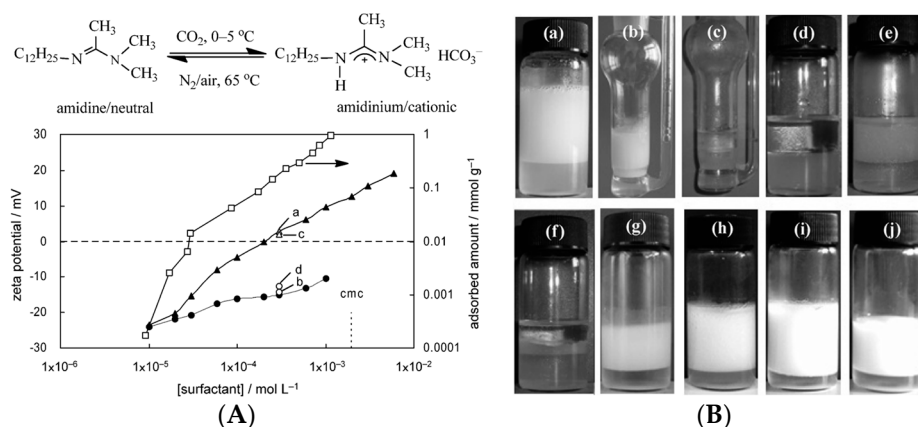 CH₃
CO₂, 0–5 °C
CH₃
C₁₂H₂₅
N
N
CH₃
CH₃
N₂/air, 65 °C
C₁₂H₂₅
N
H
+
N
CH₃
CH₃
HCO₃⁻
amidine/neutral
amidinium/cationic
zeta potential / mV
30
20
10
0
-10
-20
-30
a
c
d
b
cmc
1
0.1
0.01
0.001
0.0001
adsorbed amount / mmol g⁻¹
1x10⁻⁶
1x10⁻⁵
1x10⁻⁴
1x10⁻³
1x10⁻²
[surfactant] / mol L⁻¹
(A)
(a)
(b)
(c)
(d)
(e)
(f)
(g)
(h)
(i)
(j)
(B)